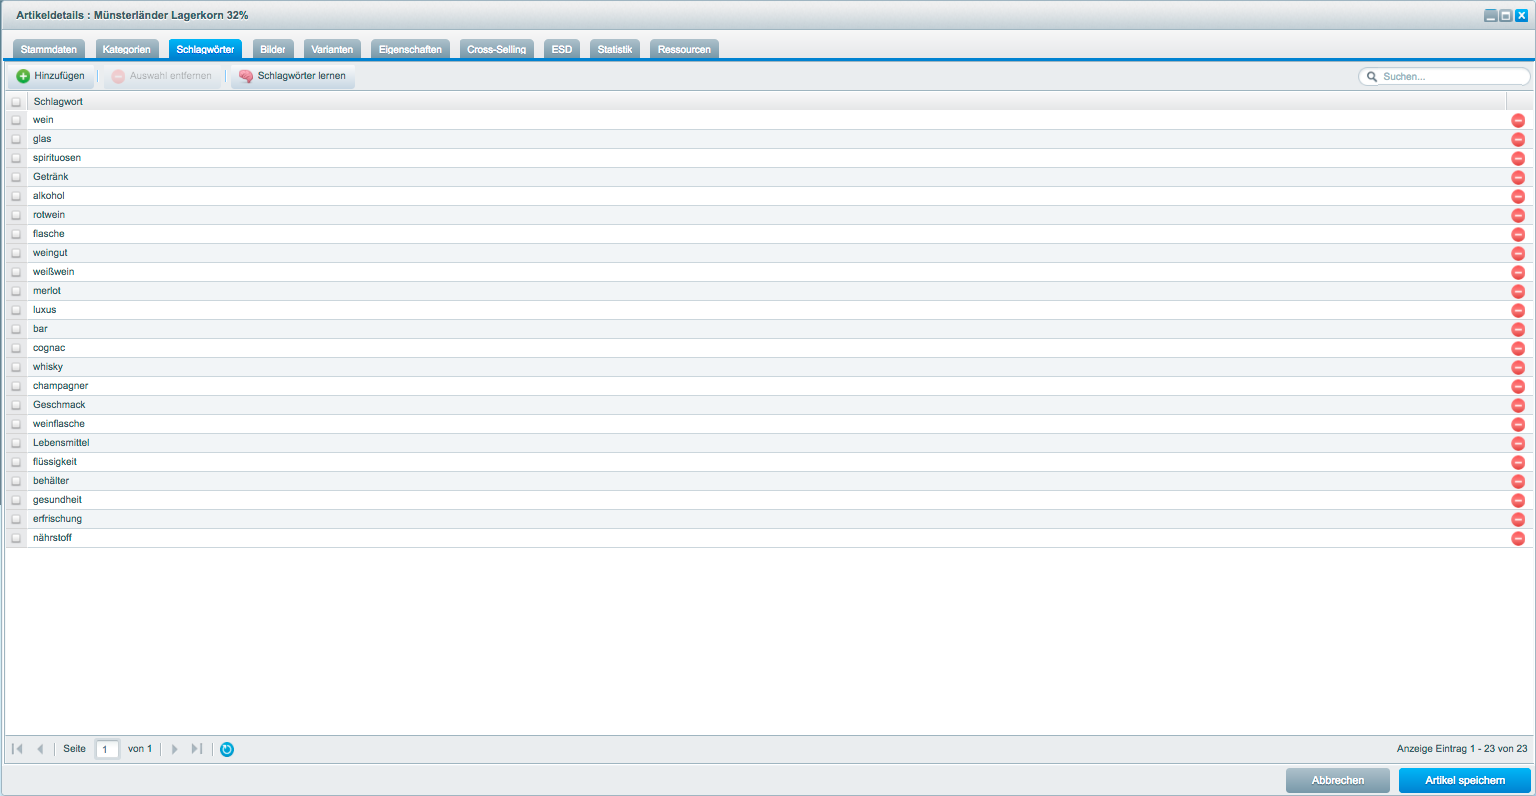 Artikeldetails : Münsterländer Lagerkorn 32%
Stammdaten Kategorien Schlagwörter Bilder Varianten Eigenschaften Cross-Selling ESD Statistik Ressourcen
Hinzufügen Auswahl entfernen Schlagwörter lernen Suchen...
Schlagwort
wein
glas
spirituosen
Getränk
alkohol
rotwein
flasche
weingut
weißwein
merlot
luxus
bar
cognac
whisky
champagner
Geschmack
weinflasche
Lebensmittel
flüssigkeit
behälter
gesundheit
erfrischung
nährstoff
Seite 1 von 1 Anzeige Eintrag 1 - 23 von 23
Abbrechen Artikel speichern